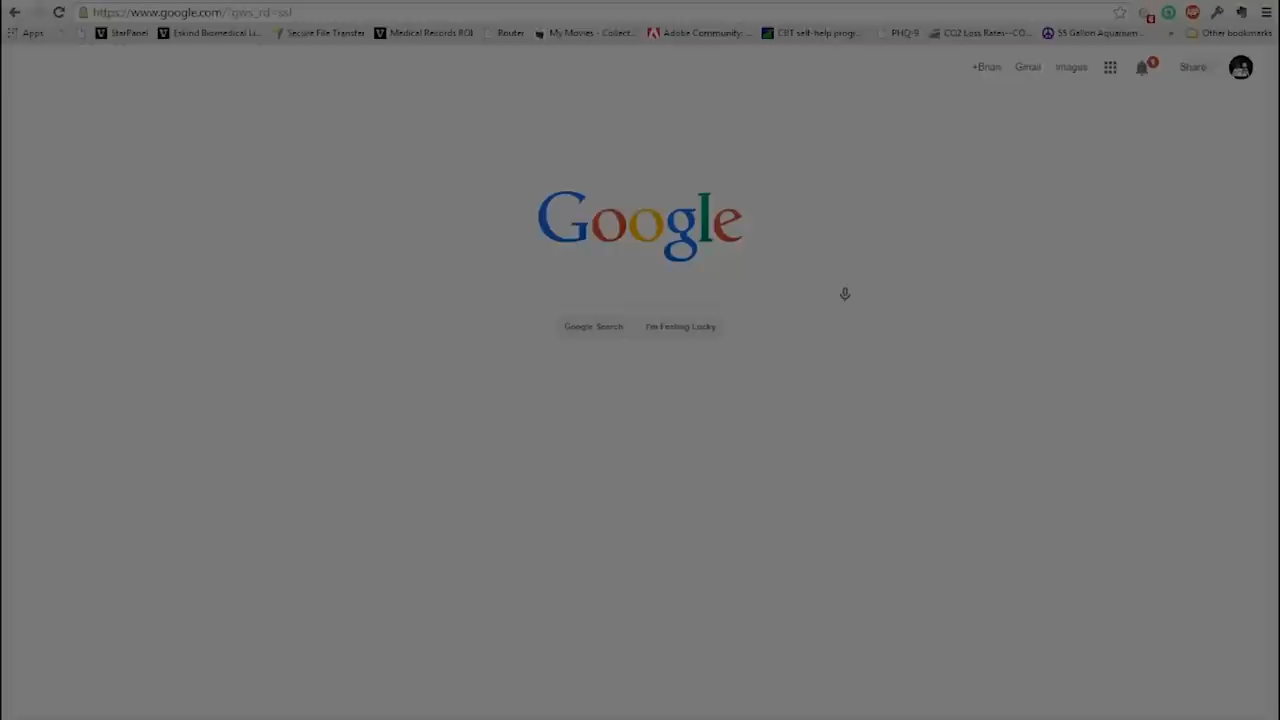 https://www.google.com/?gws_rd=ssl
Apps StarPanel Eskind Biomedical Li... Secure File Transfer Medical Records ROI Router My Movies - Collect... Adobe Community: ... CBT self-help progr... PHQ-9 CO2 Loss Rates--CO... 55 Gallon Aquarium... » Other bookmarks
+Brian Gmail Images 1 Share
Google
Google Search I'm Feeling Lucky